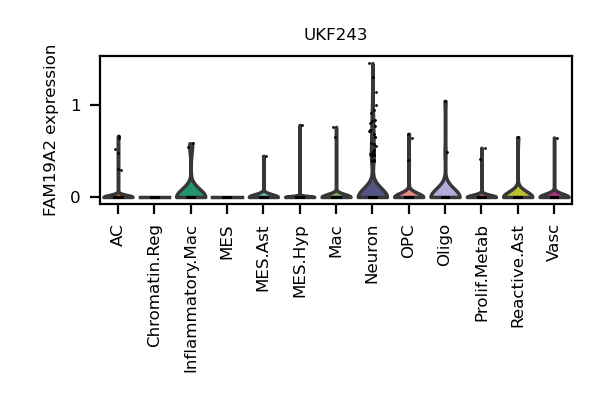 UKF243
FAM19A2 expression
1
0
AC
Chromatin.Reg
Inflammatory.Mac
MES
MES.Ast
MES.Hyp
Mac
Neuron
OPC
Oligo
Prolif.Metab
Reactive.Ast
Vasc